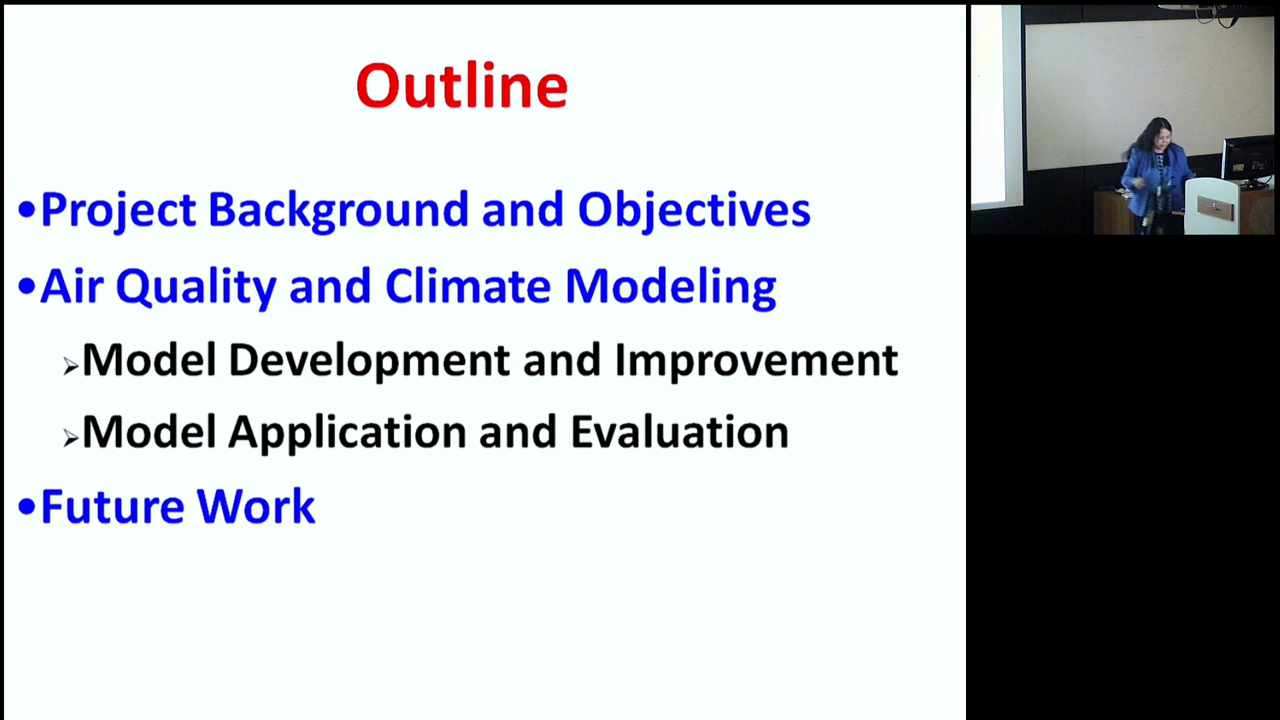 Outline
•Project Background and Objectives
•Air Quality and Climate Modeling
➢Model Development and Improvement
➢Model Application and Evaluation
•Future Work